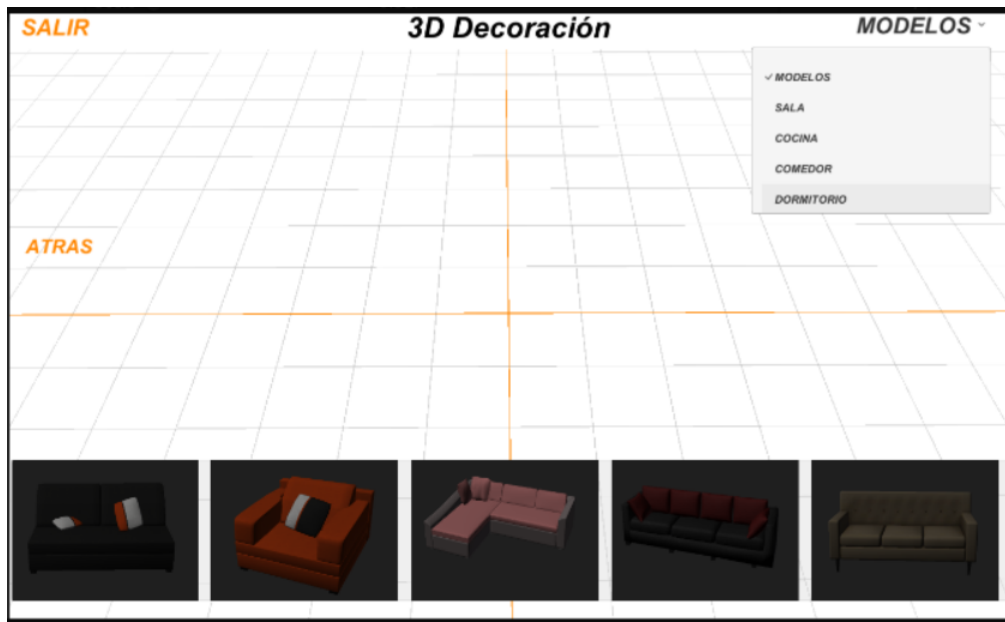 SALIR
3D Decoración
MODELOS
MODELOS
SALA
COCINA
COMEDOR
DORMITORIO
ATRAS